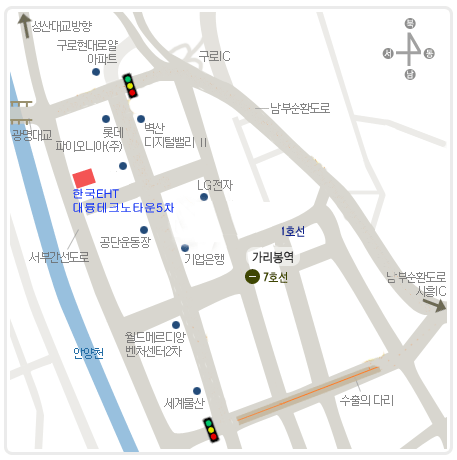 성산대교방향
북
서
동
남
구로현대로얄
아파트
구로IC
남부순환도로
광명대교
롯데
파이오니아(주)
벽산
디지털밸리 II
한국EHT
대륭테크노타운5차
LG전자
공단운동장
서부간선도로
기업은행
1호선
가리봉역
7호선
남부순환도로
시흥IC
월드메르디앙
벤처센터2차
안양천
세계물산
수출의 다리